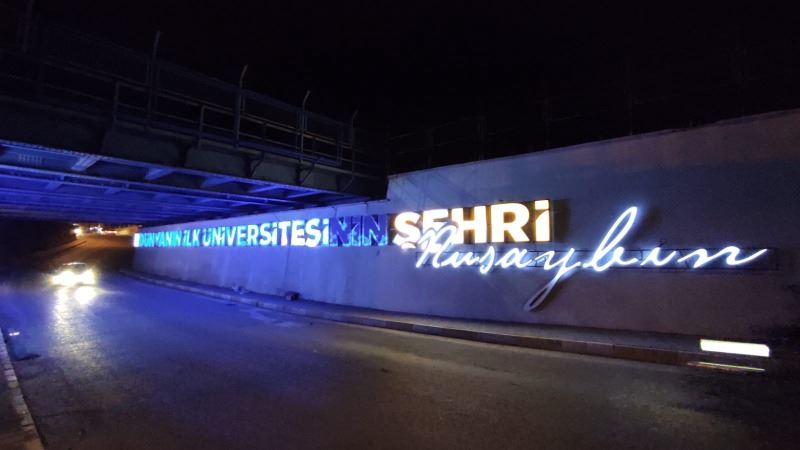 DÜNYANIN İLK ÜNİVERSİTESİNİN ŞEHRİ
Nusaybin